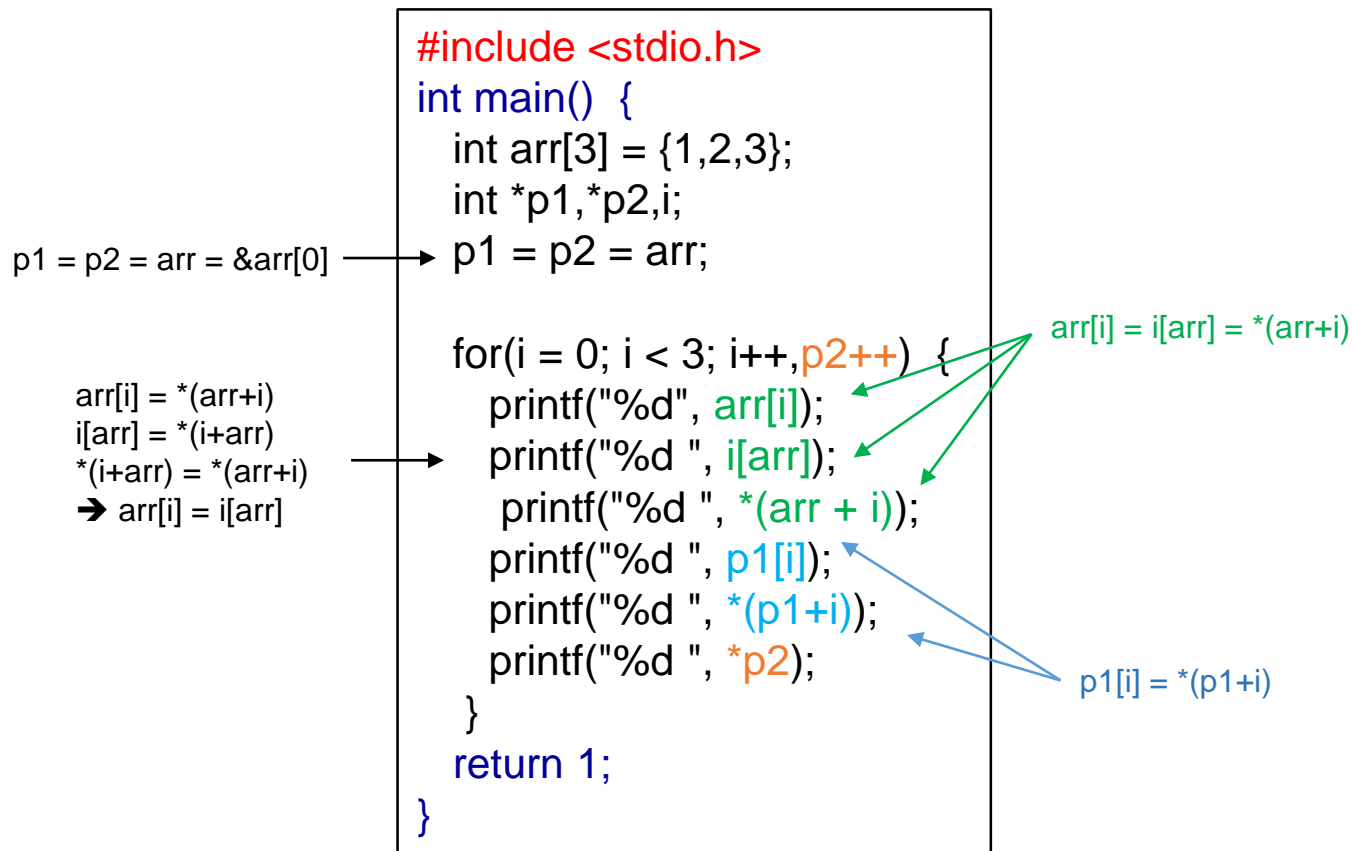 #include <stdio.h>
int main()  {
int arr[3] = {1,2,3};
int *p1,*p2,i;
p1 = p2 = arr = &arr[0]
p1 = p2 = arr;
for(i = 0; i < 3; i++,p2++)  {
printf("%d", arr[i]);
printf("%d ", i[arr]);
printf("%d ", *(arr + i));
printf("%d ", p1[i]);
printf("%d ", *(p1+i));
printf("%d ", *p2);
}
return 1;
}
arr[i] = *(arr+i)
i[arr] = *(i+arr)
*(i+arr) = *(arr+i)
➔ arr[i] = i[arr]
arr[i] = i[arr] = *(arr+i)
p1[i] = *(p1+i)